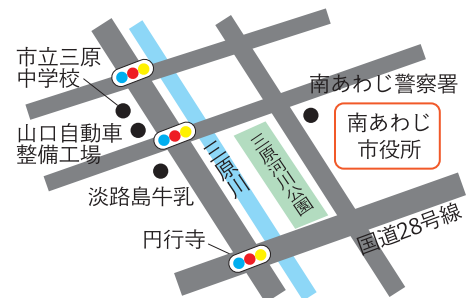 市立三原
中学校
山口自動車
整備工場
淡路島牛乳
円行寺
三原川
三原河川公園
南あわじ警察署
南あわじ
市役所
国道28号線